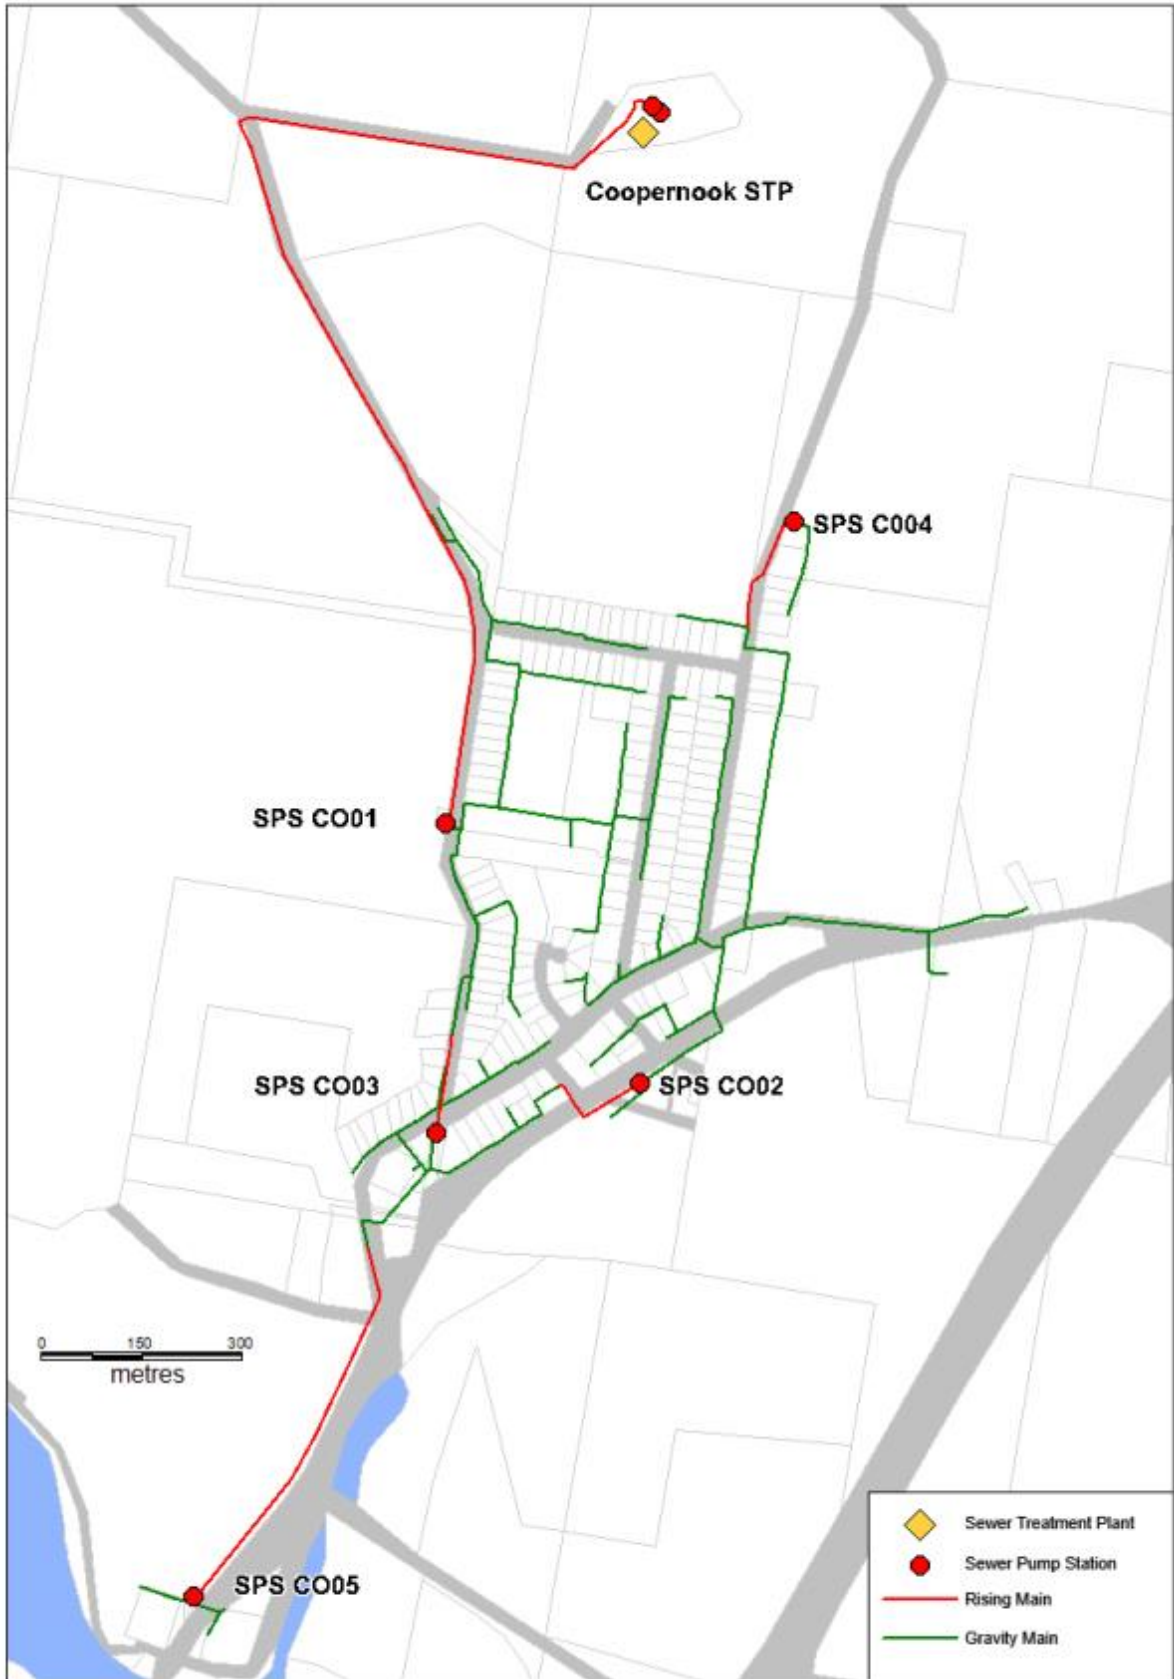 Coopernook STP
SPS C004
SPS CO01
SPS CO03
SPS CO02
0 150 300
metres
SPS CO05
Sewer Treatment Plant
Sewer Pump Station
Rising Main
Gravity Main